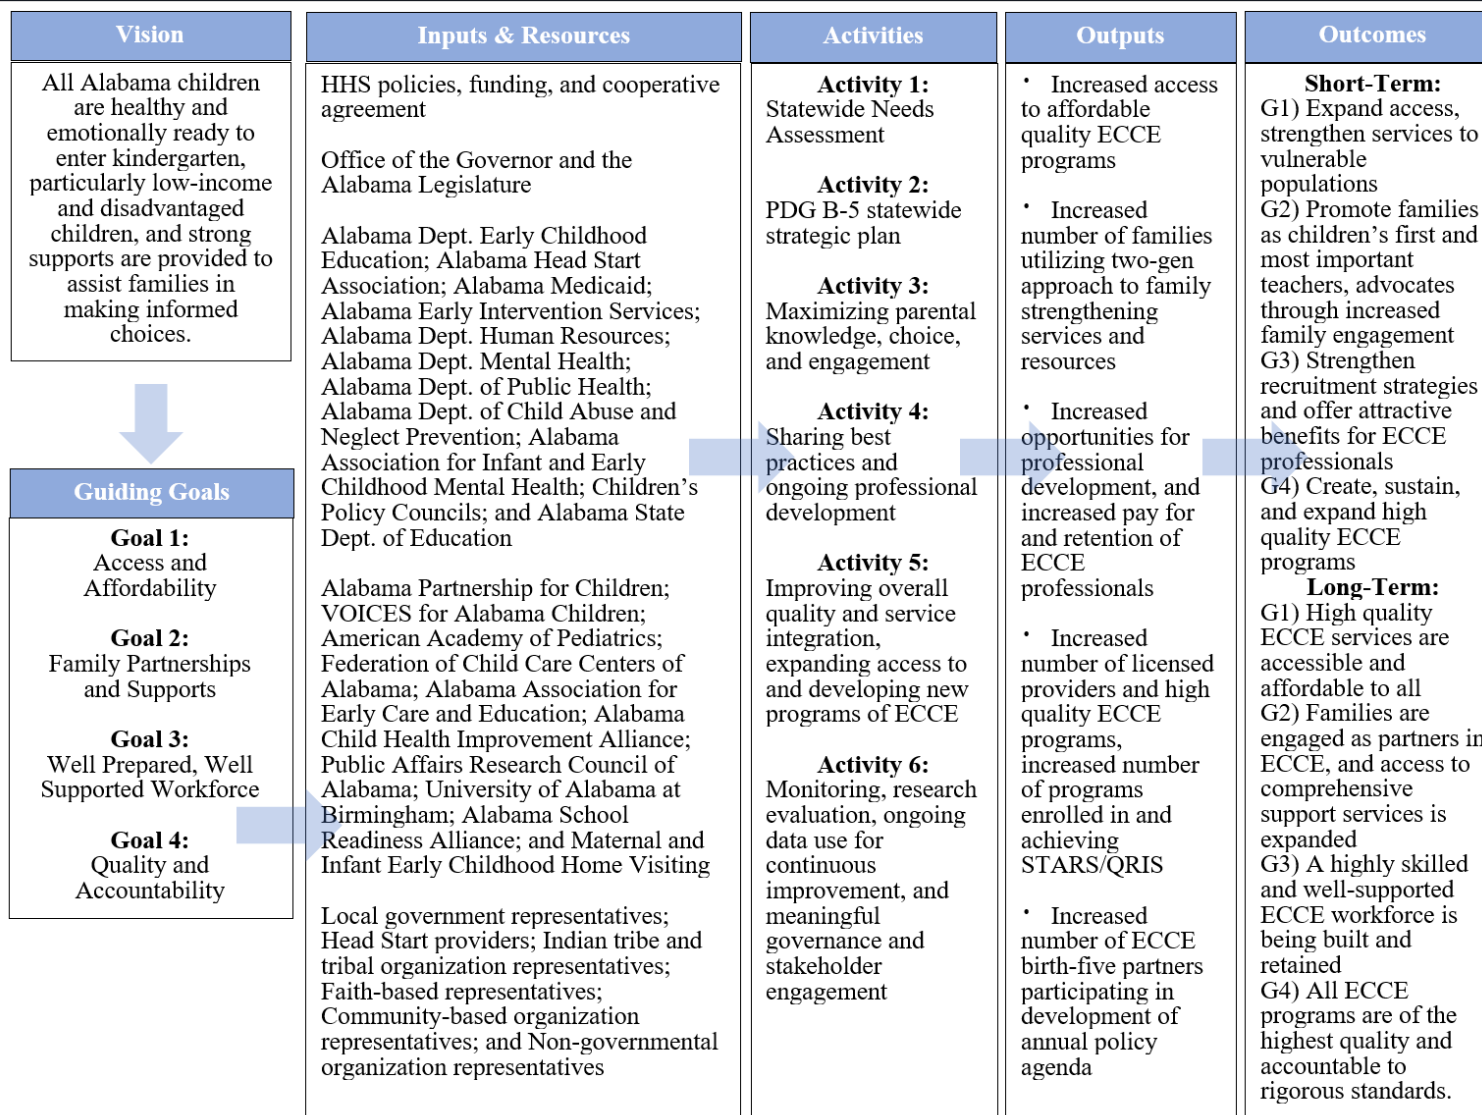 Vision
All Alabama children
are healthy and
emotionally ready to
enter kindergarten,
particularly low-income
and disadvantaged
children, and strong
supports are provided to
assist families in
making informed
choices.
Guiding Goals
Goal 1:
Access and
Affordability
Goal 2:
Family Partnerships
and Supports
Goal 3:
Well Prepared, Well
Supported Workforce
Goal 4:
Quality and
Accountability
Inputs & Resources
HHS policies, funding, and cooperative
agreement
Office of the Governor and the
Alabama Legislature
Alabama Dept. Early Childhood
Education; Alabama Head Start
Association; Alabama Medicaid;
Alabama Early Intervention Services;
Alabama Dept. Human Resources;
Alabama Dept. Mental Health;
Alabama Dept. of Public Health;
Alabama Dept. of Child Abuse and
Neglect Prevention; Alabama
Association for Infant and Early
Childhood Mental Health; Children’s
Policy Councils; and Alabama State
Dept. of Education
Alabama Partnership for Children;
VOICES for Alabama Children;
American Academy of Pediatrics;
Federation of Child Care Centers of
Alabama; Alabama Association for
Early Care and Education; Alabama
Child Health Improvement Alliance;
Public Affairs Research Council of
Alabama; University of Alabama at
Birmingham; Alabama School
Readiness Alliance; and Maternal and
Infant Early Childhood Home Visiting
Local government representatives;
Head Start providers; Indian tribe and
tribal organization representatives;
Faith-based representatives;
Community-based organization
representatives; and Non-governmental
organization representatives
Activities
Activity 1:
Statewide Needs
Assessment
Activity 2:
PDG B-5 statewide
strategic plan
Activity 3:
Maximizing parental
knowledge, choice,
and engagement
Activity 4:
Sharing best
practices and
ongoing professional
development
Activity 5:
Improving overall
quality and service
integration,
expanding access to
and developing new
programs of ECCE
Activity 6:
Monitoring, research
evaluation, ongoing
data use for
continuous
improvement, and
meaningful
governance and
stakeholder
engagement
Outputs
· Increased access
to affordable
quality ECCE
programs
· Increased
number of families
utilizing two-gen
approach to family
strengthening
services and
resources
· Increased
opportunities for
professional
development, and
increased pay for
and retention of
ECCE
professionals
· Increased
number of licensed
providers and high
quality ECCE
programs,
increased number
of programs
enrolled in and
achieving
STARS/QRIS
· Increased
number of ECCE
birth-five partners
participating in
development of
annual policy
agenda
Outcomes
Short-Term:
G1) Expand access,
strengthen services to
vulnerable
populations
G2) Promote families
as children’s first and
most important
teachers, advocates
through increased
family engagement
G3) Strengthen
recruitment strategies
and offer attractive
benefits for ECCE
professionals
G4) Create, sustain,
and expand high
quality ECCE
programs
Long-Term:
G1) High quality
ECCE services are
accessible and
affordable to all
G2) Families are
engaged as partners in
ECCE, and access to
comprehensive
support services is
expanded
G3) A highly skilled
and well-supported
ECCE workforce is
being built and
retained
G4) All ECCE
programs are of the
highest quality and
accountable to
rigorous standards.